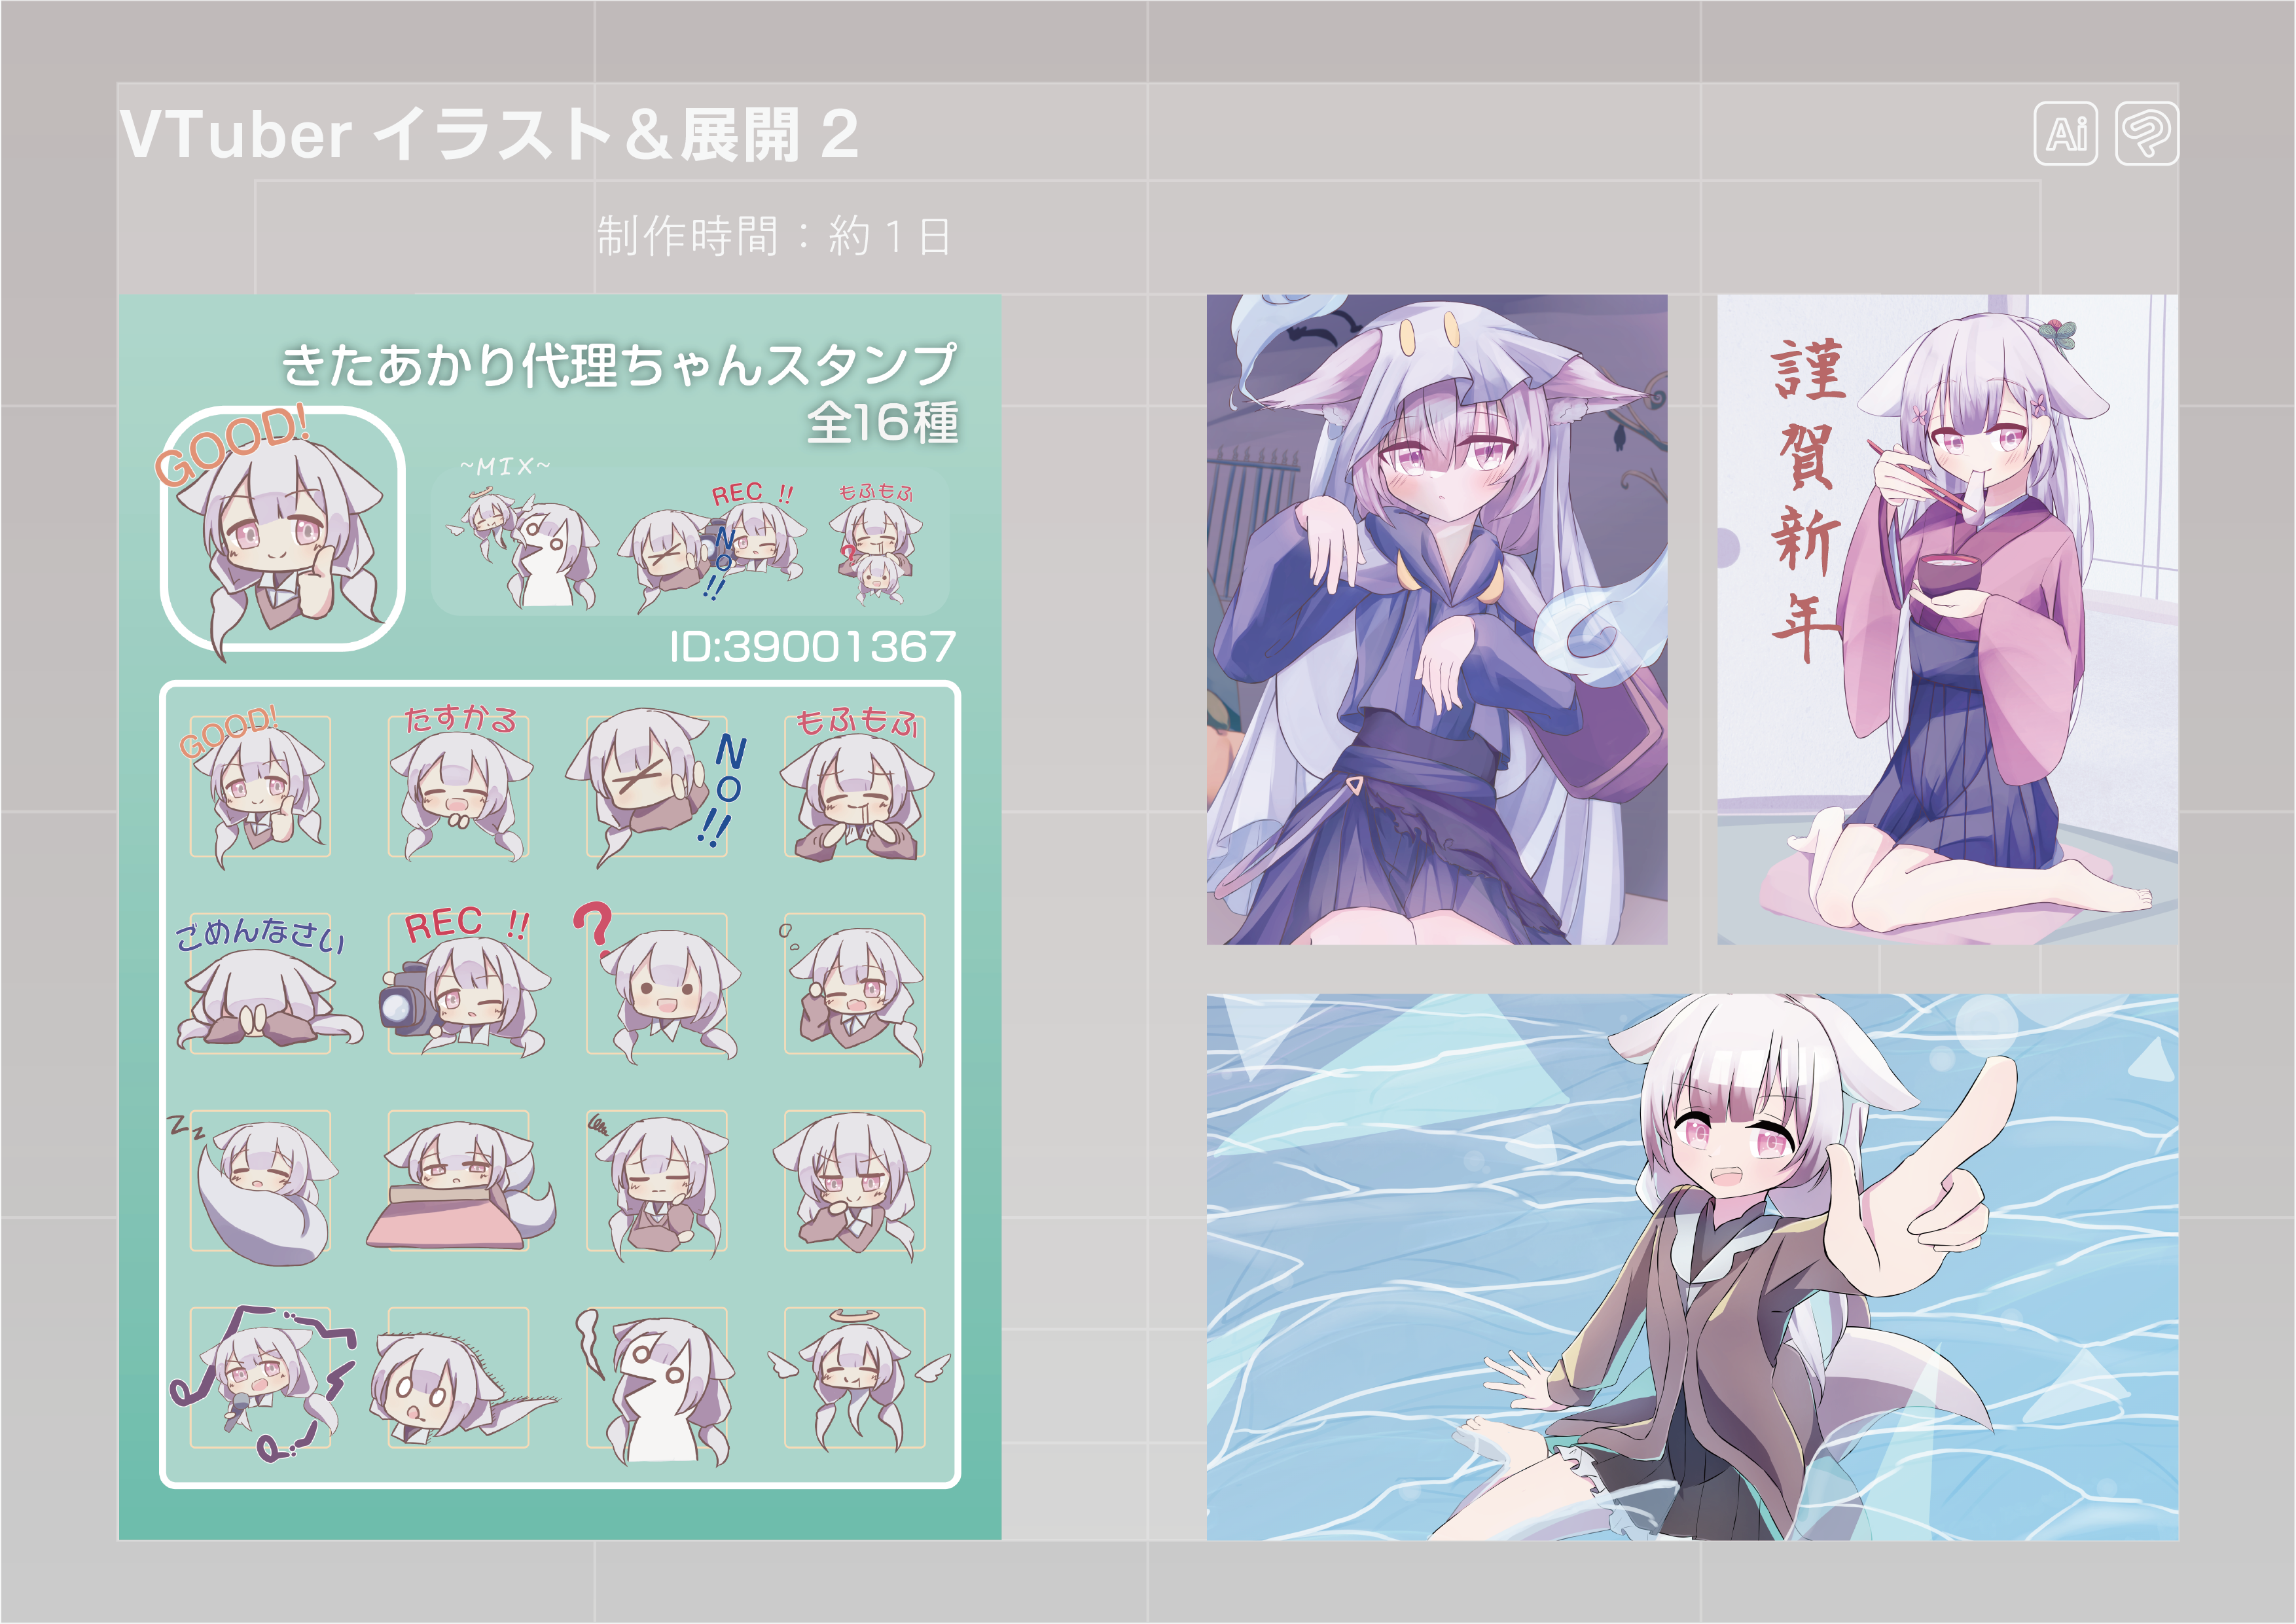 VTuber イラスト＆展開 2
Ai
制作時間：約1日
きたあかり代理ちゃんスタンプ
全16種
GOOD!
~MIX~
REC !!
NO!!
もふもふ
?
ID:39001367
GOOD!
たすかる
NO!!
もふもふ
ごめんなさい
REC !!
?
Zz
謹賀新年